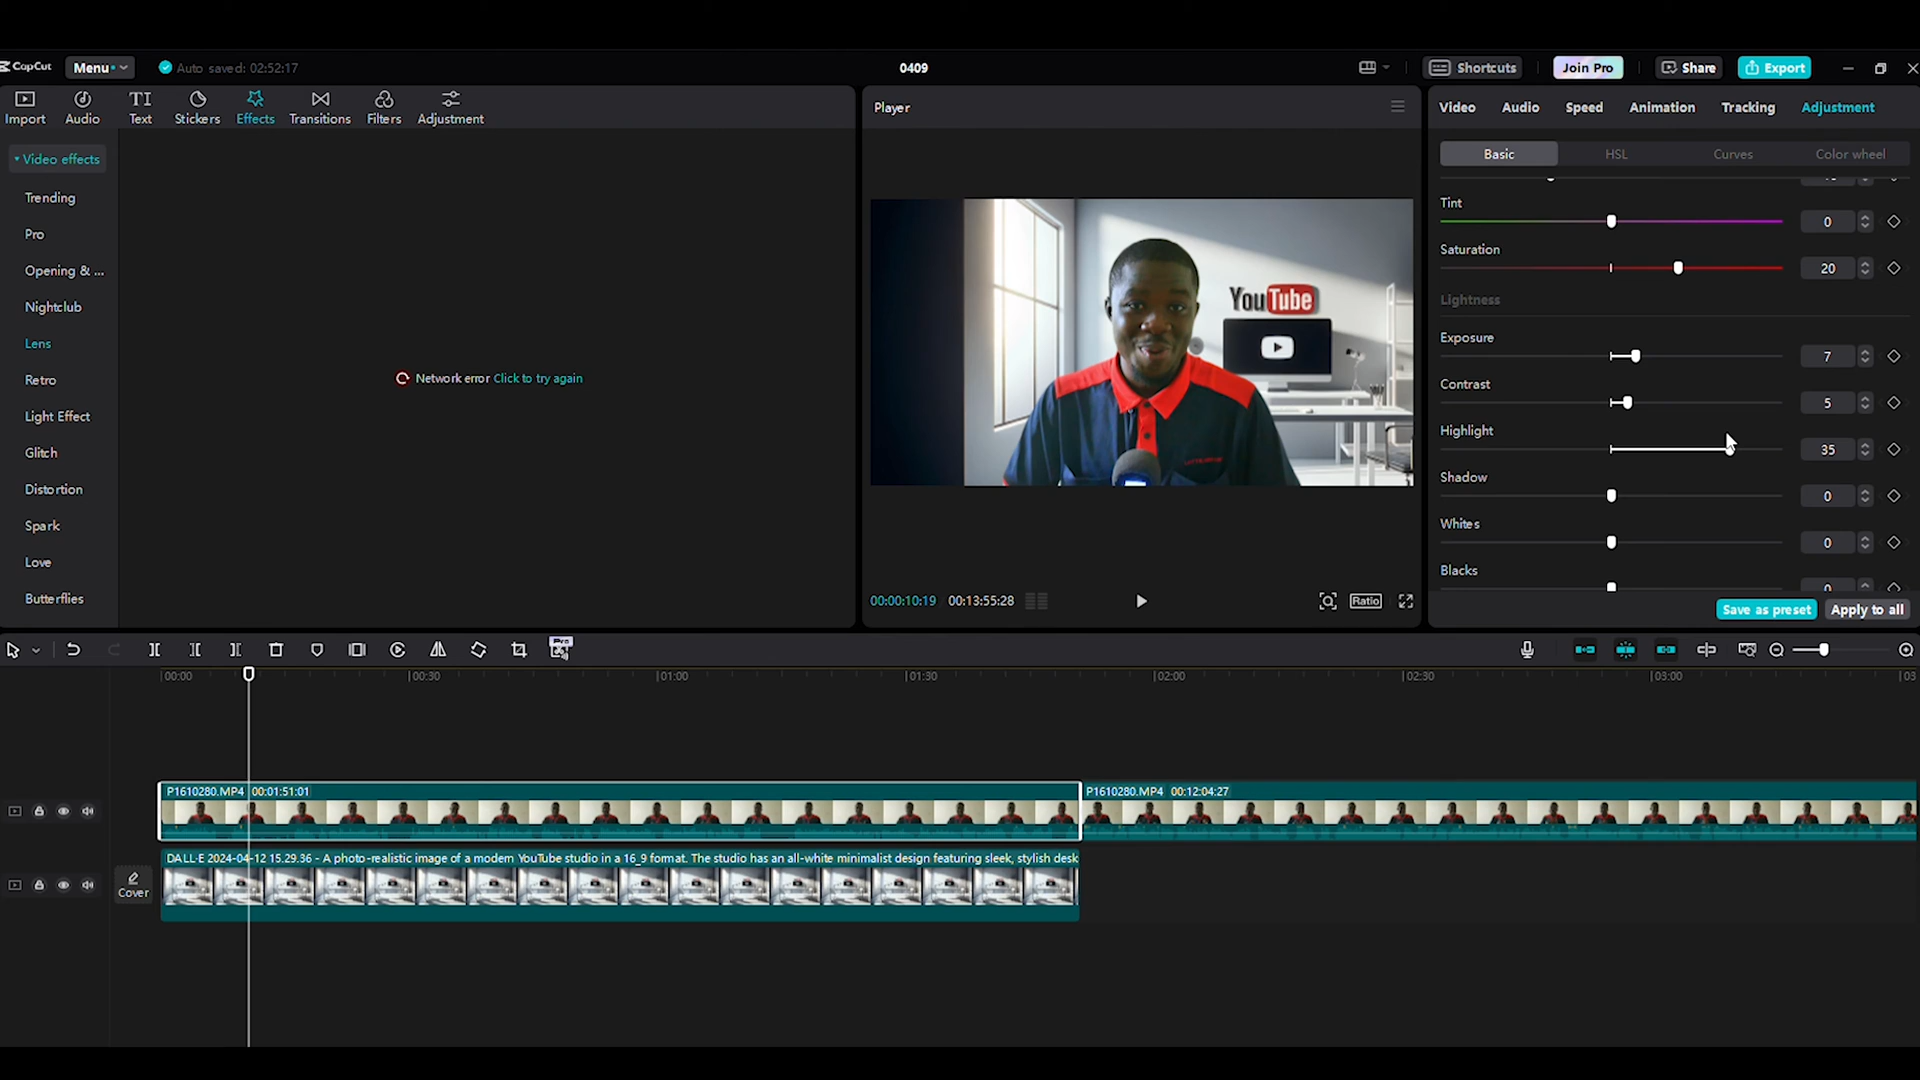 CapCut
Menu
Auto saved: 02:52:17
0409
Shortcuts
Join Pro
Share
Export
Import
Audio
Text
Stickers
Effects
Transitions
Filters
Adjustment
Video effects
Trending
Pro
Opening & ...
Nightclub
Lens
Retro
Light Effect
Glitch
Distortion
Spark
Love
Butterflies
Network error Click to try again
Player
YouTube
00:00:10:19 00:13:55:28
Ratio
Video
Audio
Speed
Animation
Tracking
Adjustment
Basic
HSL
Curves
Color wheel
Tint
0
Saturation
20
Lightness
Exposure
7
Contrast
5
Highlight
35
Shadow
0
Whites
0
Blacks
0
Save as preset
Apply to all
Pro
00:00
00:30
01:00
01:30
02:00
02:30
03:00
03
P1610280.MP4 00:01:51:01
P1610280.MP4 00:12:04:27
DALL·E 2024-04-12 15.29.36 - A photo-realistic image of a modern YouTube studio in a 16_9 format. The studio has an all-white minimalist design featuring sleek, stylish desk
Cover